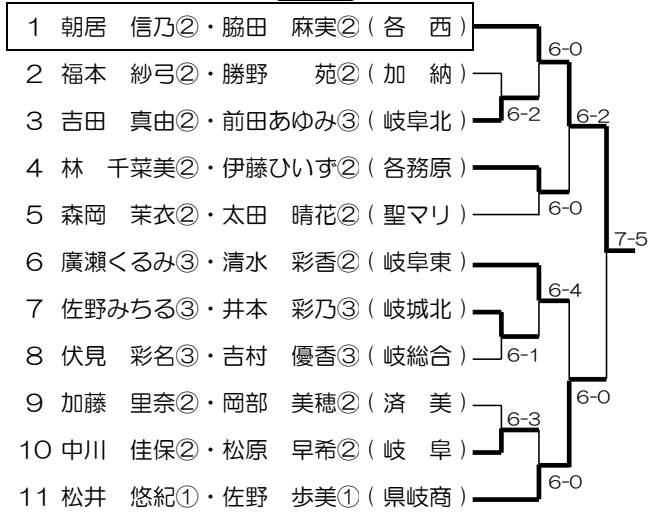 1 朝居 信乃②・脇田 麻実②(各 西)
6-0
2 福本 紗弓②・勝野 苑②(加 納)
6-2
6-2
3 吉田 真由②・前田あゆみ③(岐阜北)
4 林 千菜美②・伊藤ひいず②(各務原)
6-0
5 森岡 茉衣②・太田 晴花②(聖マリ)
7-5
6 廣瀬くるみ③・清水 彩香②(岐阜東)
6-4
7 佐野みちる③・井本 彩乃③(岐城北)
6-1
8 伏見 彩名③・吉村 優香③(岐総合)
9 加藤 里奈②・岡部 美穂②(済 美)
6-0
6-3
10 中川 佳保②・松原 早希②(岐 阜)
6-0
11 松井 悠紀①・佐野 歩美①(県岐商)